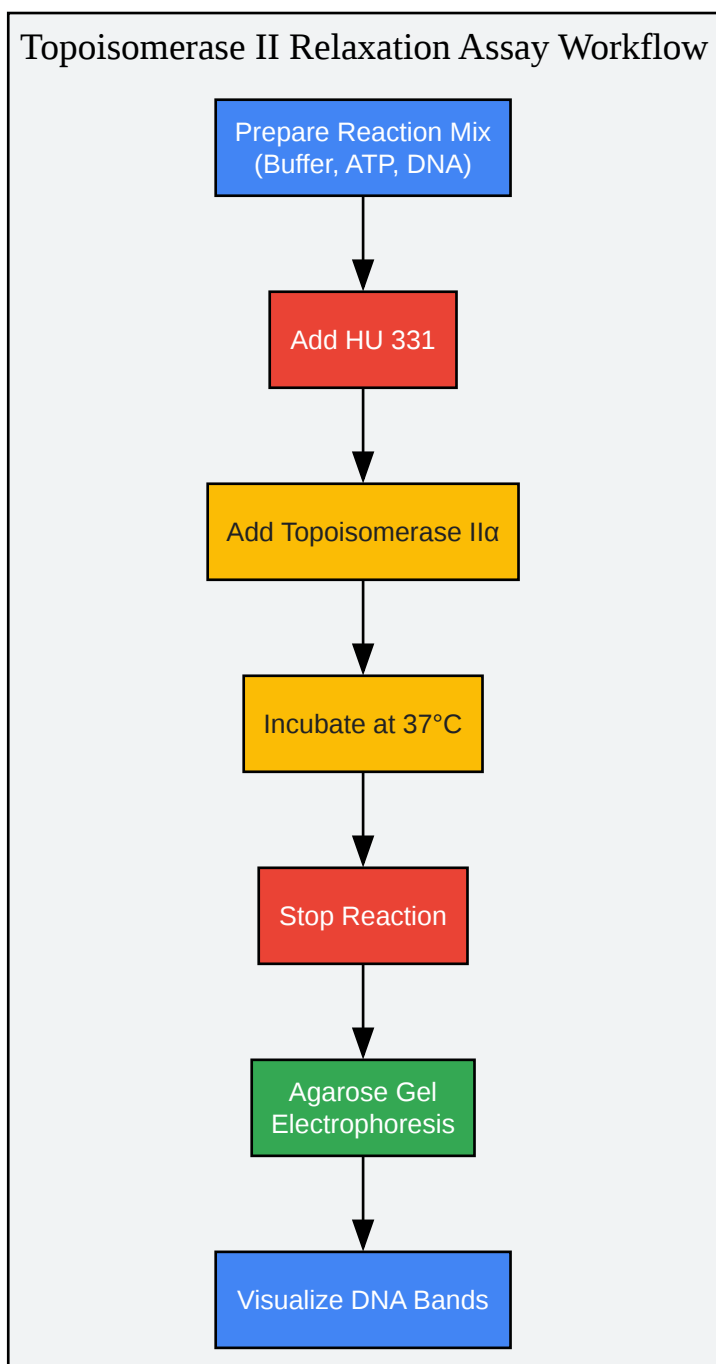 Topoisomerase II Relaxation Assay Workflow
Prepare Reaction Mix
(Buffer, ATP, DNA)
Add HU 331
Add Topoisomerase IIα
Incubate at 37°C
Stop Reaction
Agarose Gel
Electrophoresis
Visualize DNA Bands